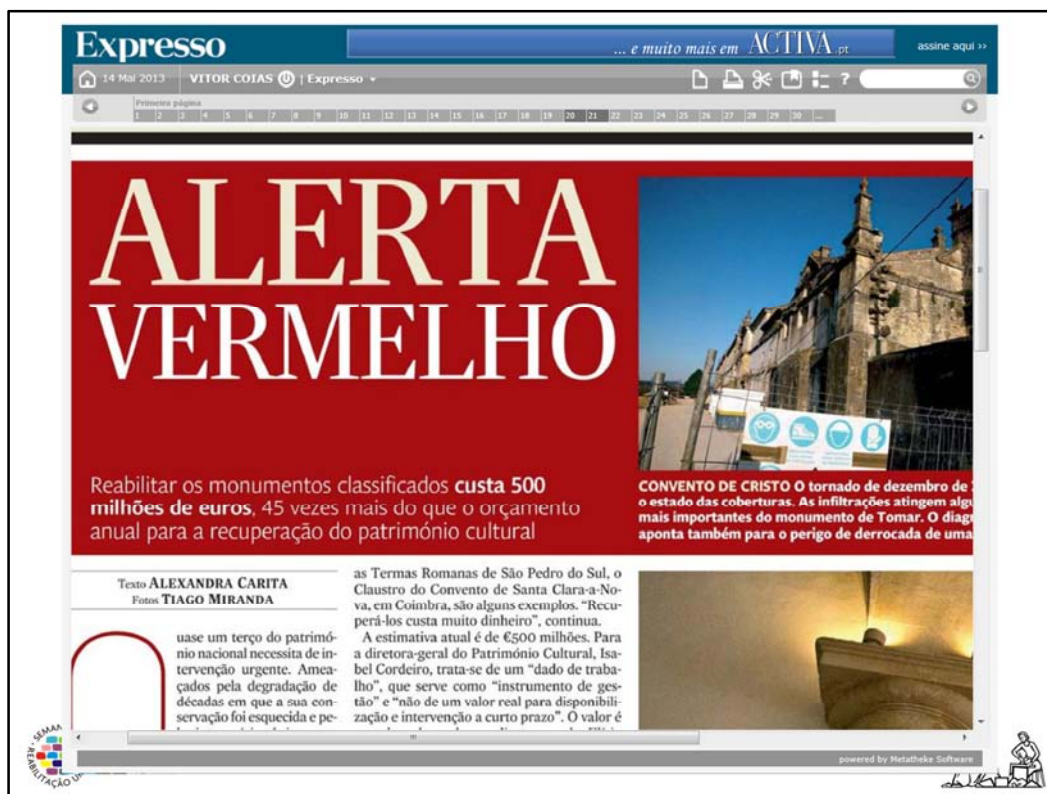 Expresso
... e muito mais em ACTIVA.pt
assine aqui >>
14 Mai 2013 VITOR COIAS | Expresso
?
Primeira página
1 2 3 4 5 6 7 8 9 10 11 12 13 14 15 16 17 18 19 20 21 22 23 24 25 26 27 28 29 30 ...
ALERTA
VERMELHO
Reabilitar os monumentos classificados custa 500
milhões de euros, 45 vezes mais do que o orçamento
anual para a recuperação do património cultural
CONVENTO DE CRISTO O tornado de dezembro de
o estado das coberturas. As infiltrações atingem algu
mais importantes do monumento de Tomar. O diag
aponta também para o perigo de derrocada de uma
Texto ALEXANDRA CARITA
Fotos TIAGO MIRANDA
uase um terço do patrimó-
nio nacional necessita de in-
tervenção urgente. Amea-
çados pela degradação de
décadas em que a sua con-
servação foi esquecida e pe-
as Termas Romanas de São Pedro do Sul, o
Claustro do Convento de Santa Clara-a-No-
va, em Coimbra, são alguns exemplos. “Recu-
perá-los custa muito dinheiro”, continua.
A estimativa atual é de €500 milhões. Para
a diretora-geral do Património Cultural, Isa-
bel Cordeiro, trata-se de um “dado de traba-
lho”, que serve como “instrumento de ges-
tão” e “não de um valor real para disponibili-
zação e intervenção a curto prazo”. O valor é
powered by Metatheke Software
SEMAN
REABILITAÇÃO U